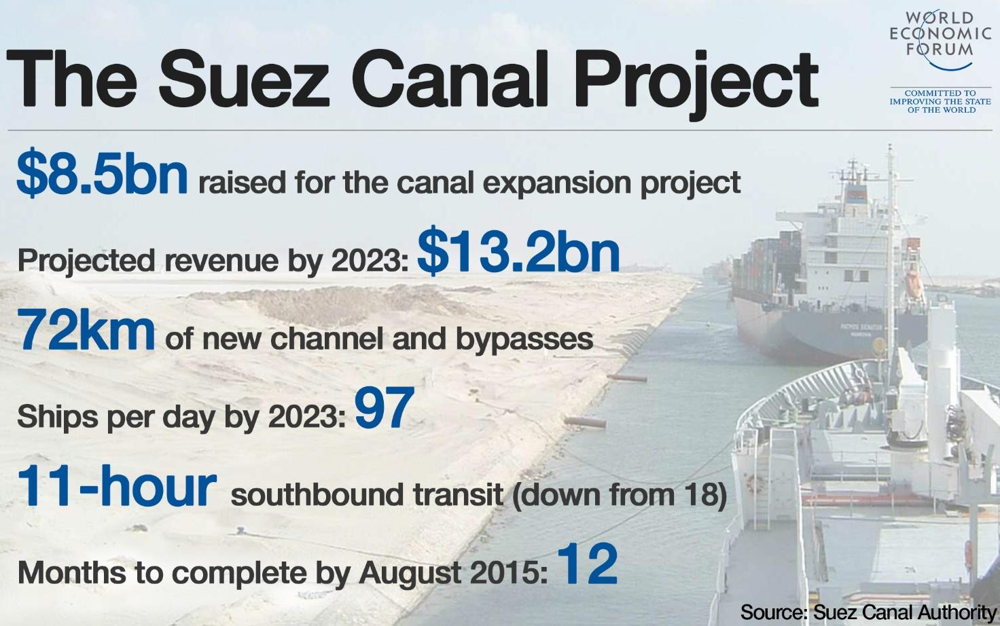 WORLD
ECONOMIC
FORUM
COMMITTED TO
IMPROVING THE STATE
OF THE WORLD
The Suez Canal Project
$8.5bn raised for the canal expansion project
Projected revenue by 2023: $13.2bn
72km of new channel and bypasses
Ships per day by 2023: 97
11-hour southbound transit (down from 18)
Months to complete by August 2015: 12
Source: Suez Canal Authority